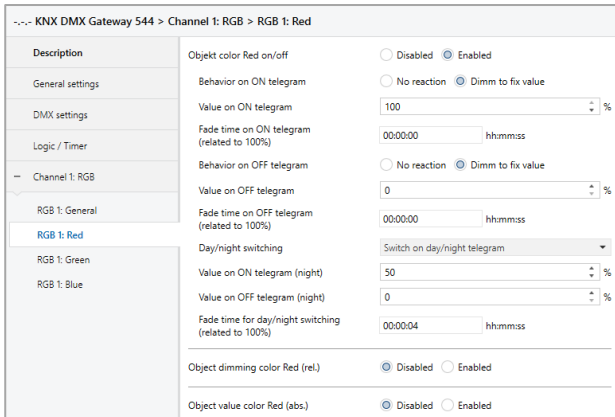 -.-.- KNX DMX Gateway 544 > Channel 1: RGB > RGB 1: Red
Description
General settings
DMX settings
Logic / Timer
− Channel 1: RGB
RGB 1: General
RGB 1: Red
RGB 1: Green
RGB 1: Blue
Objekt color Red on/off Disabled Enabled
Behavior on ON telegram No reaction Dimm to fix value
Value on ON telegram 100 %
Fade time on ON telegram
(related to 100%) 00:00:00 hh:mm:ss
Behavior on OFF telegram No reaction Dimm to fix value
Value on OFF telegram 0 %
Fade time on OFF telegram
(related to 100%) 00:00:00 hh:mm:ss
Day/night switching Switch on day/night telegram
Value on ON telegram (night) 50 %
Value on OFF telegram (night) 0 %
Fade time for day/night switching
(related to 100%) 00:00:04 hh:mm:ss
Object dimming color Red (rel.) Disabled Enabled
Object value color Red (abs.) Disabled Enabled